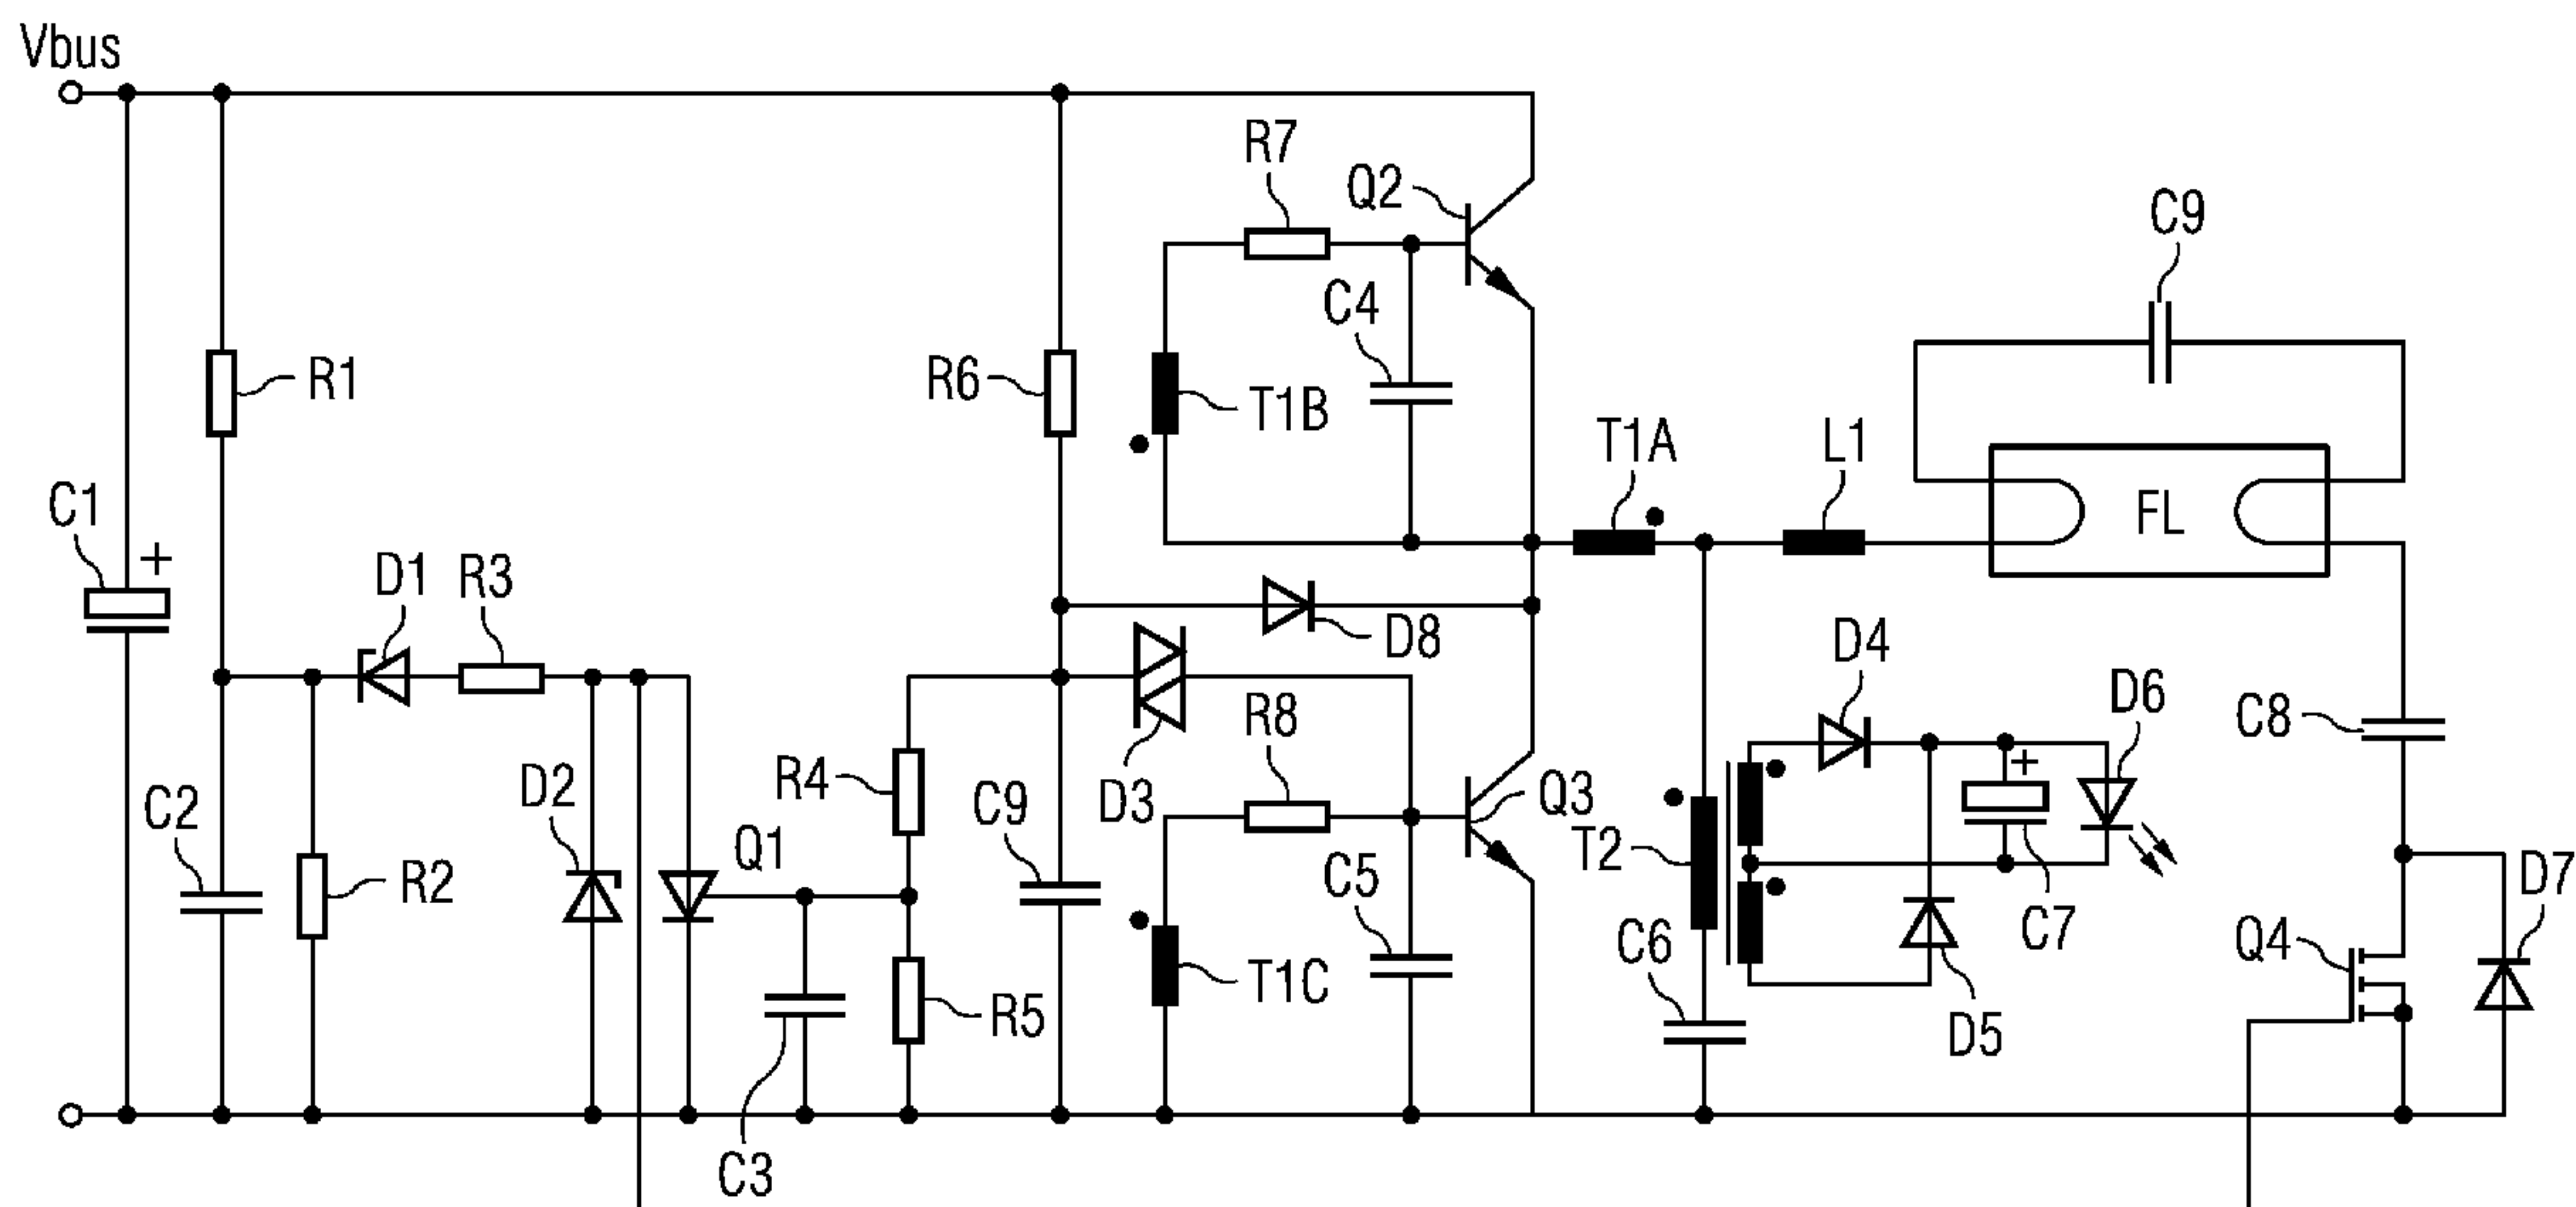 Vbus
R7
Q2
C9
C4
R1
R6
T1B
T1A
L1
C1
+
FL
D1
R3
D8
D4
D6
R8
C8
D2
R4
C9
D3
Q3
C2
Q1
T2
+
R2
C5
D7
C6
C7
Q4
T1C
R5
D5
C3